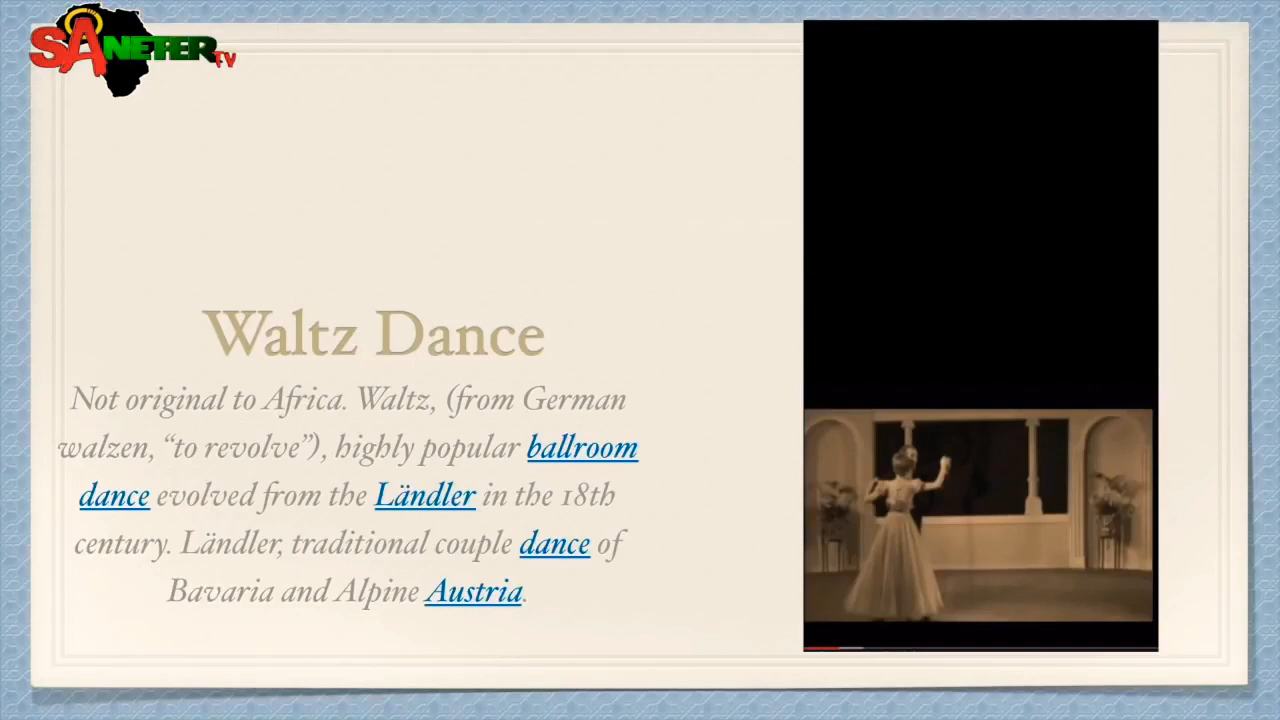 SANETER TV
Waltz Dance
Not original to Africa. Waltz, (from German
walzen, “to revolve”), highly popular ballroom
dance evolved from the Ländler in the 18th
century. Ländler, traditional couple dance of
Bavaria and Alpine Austria.